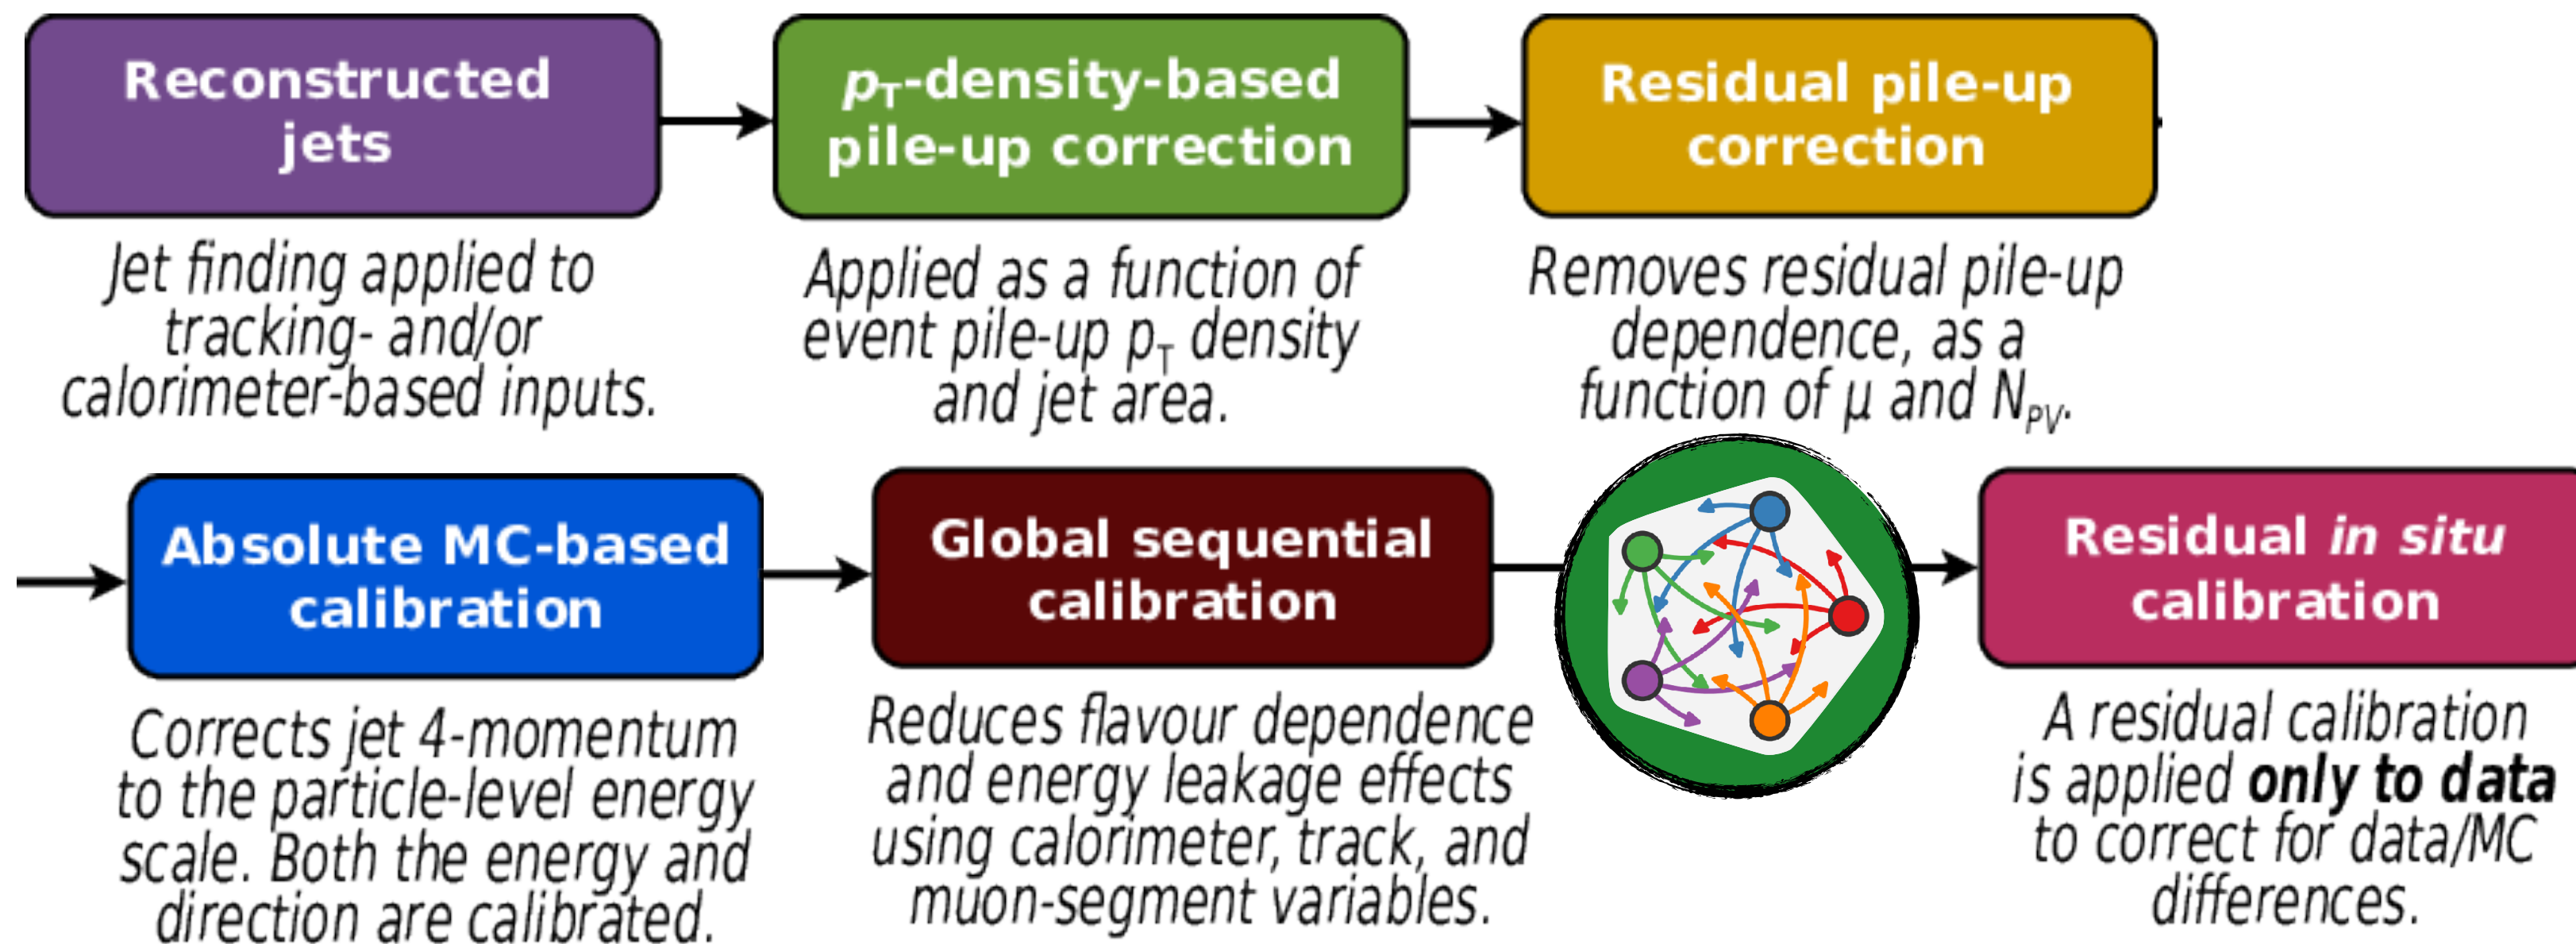 Reconstructed
jets
Jet finding applied to
tracking- and/or
calorimeter-based inputs.
pT-density-based
pile-up correction
Applied as a function of
event pile-up pT density
and jet area.
Residual pile-up
correction
Removes residual pile-up
dependence, as a
function of µ and NPV.
Absolute MC-based
calibration
Corrects jet 4-momentum
to the particle-level energy
scale. Both the energy and
direction are calibrated.
Global sequential
calibration
Reduces flavour dependence
and energy leakage effects
using calorimeter, track, and
muon-segment variables.
Residual in situ
calibration
A residual calibration
is applied only to data
to correct for data/MC
differences.